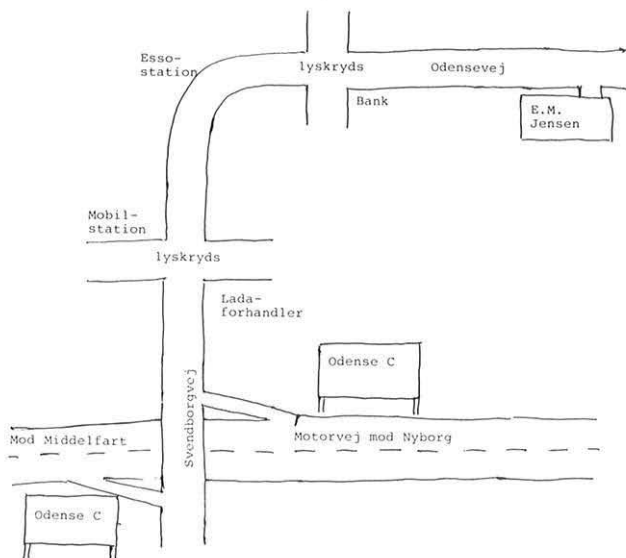 Esso-
station
lyskryds
Odensevej
Bank
E.M.
Jensen
Mobil-
station
lyskryds
Lada-
forhandler
Odense C
Svendborgvej
Mod Middelfart
Motorvej mod Nyborg
Odense C